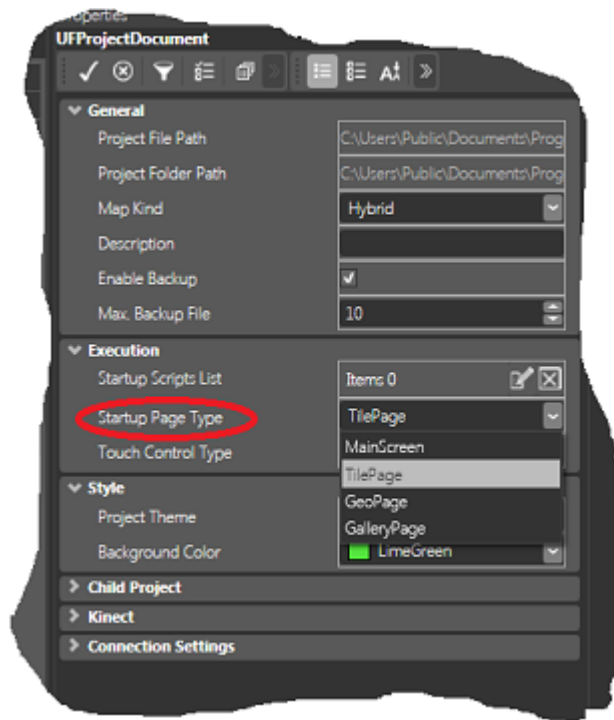 Properties
UFProjectDocument
General
Project File Path C:\Users\Public\Documents\Prog
Project Folder Path C:\Users\Public\Documents\Prog
Map Kind Hybrid
Description
Enable Backup
Max. Backup File 10
Execution
Startup Scripts List Items 0
Startup Page Type TilePage
Touch Control Type MainScreen
TilePage
Style
Project Theme GeoPage
GalleryPage
Background Color LimeGreen
Child Project
Kinect
Connection Settings